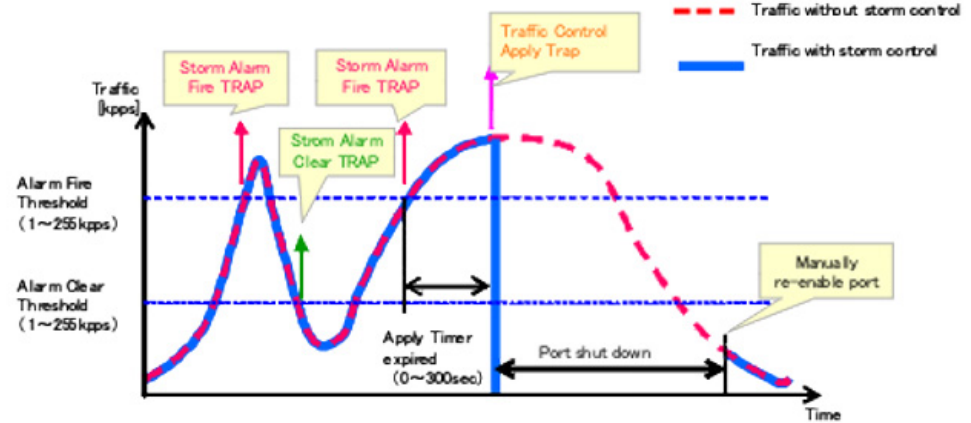 Traffic without storm control
Traffic with storm control
Traffic Control
Apply Trap
Storm Alarm
Fire TRAP
Storm Alarm
Fire TRAP
Traffic
[kpps]
Strom Alarm
Clear TRAP
Alarm Fire
Threshold
(1～255kpps)
Alarm Clear
Threshold
(1～255kpps)
Manually
re-enable port
Apply Timer
expired
(0～300sec)
Port shut down
Time